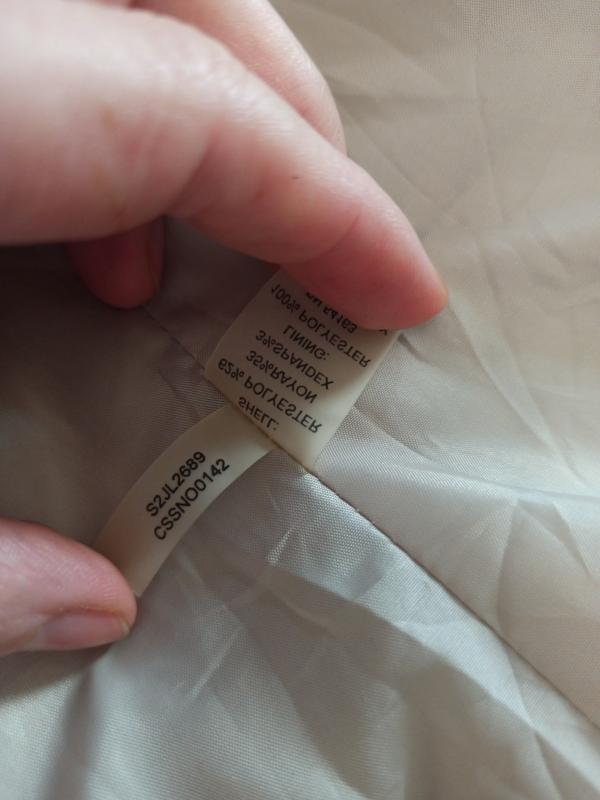 SHELL:
62% POLYESTER
35%RAYON
3%SPANDEX
LINING:
100% POLYESTER
S2JL2689
CSSNO0142